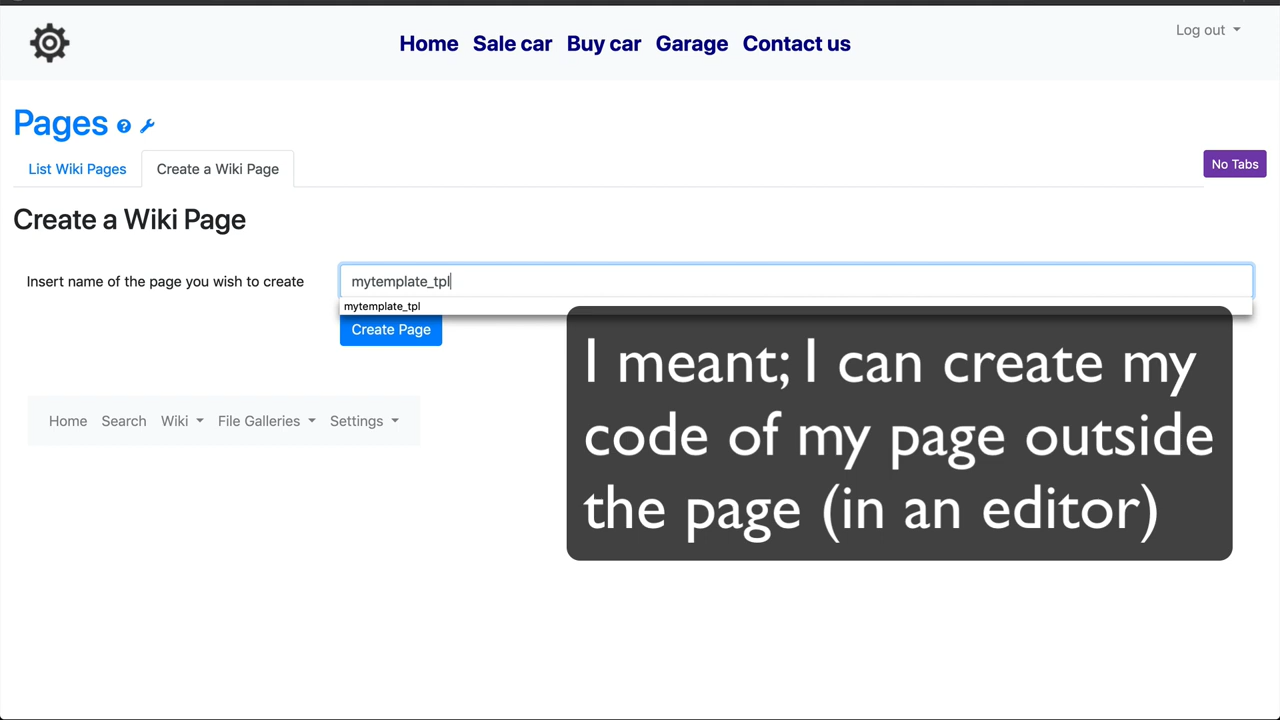 Home Sale car Buy car Garage Contact us
Log out
Pages
List Wiki Pages
Create a Wiki Page
No Tabs
Create a Wiki Page
Insert name of the page you wish to create
mytemplate_tpl
mytemplate_tpl
Create Page
I meant; I can create my
code of my page outside
the page (in an editor)
Home Search Wiki File Galleries Settings